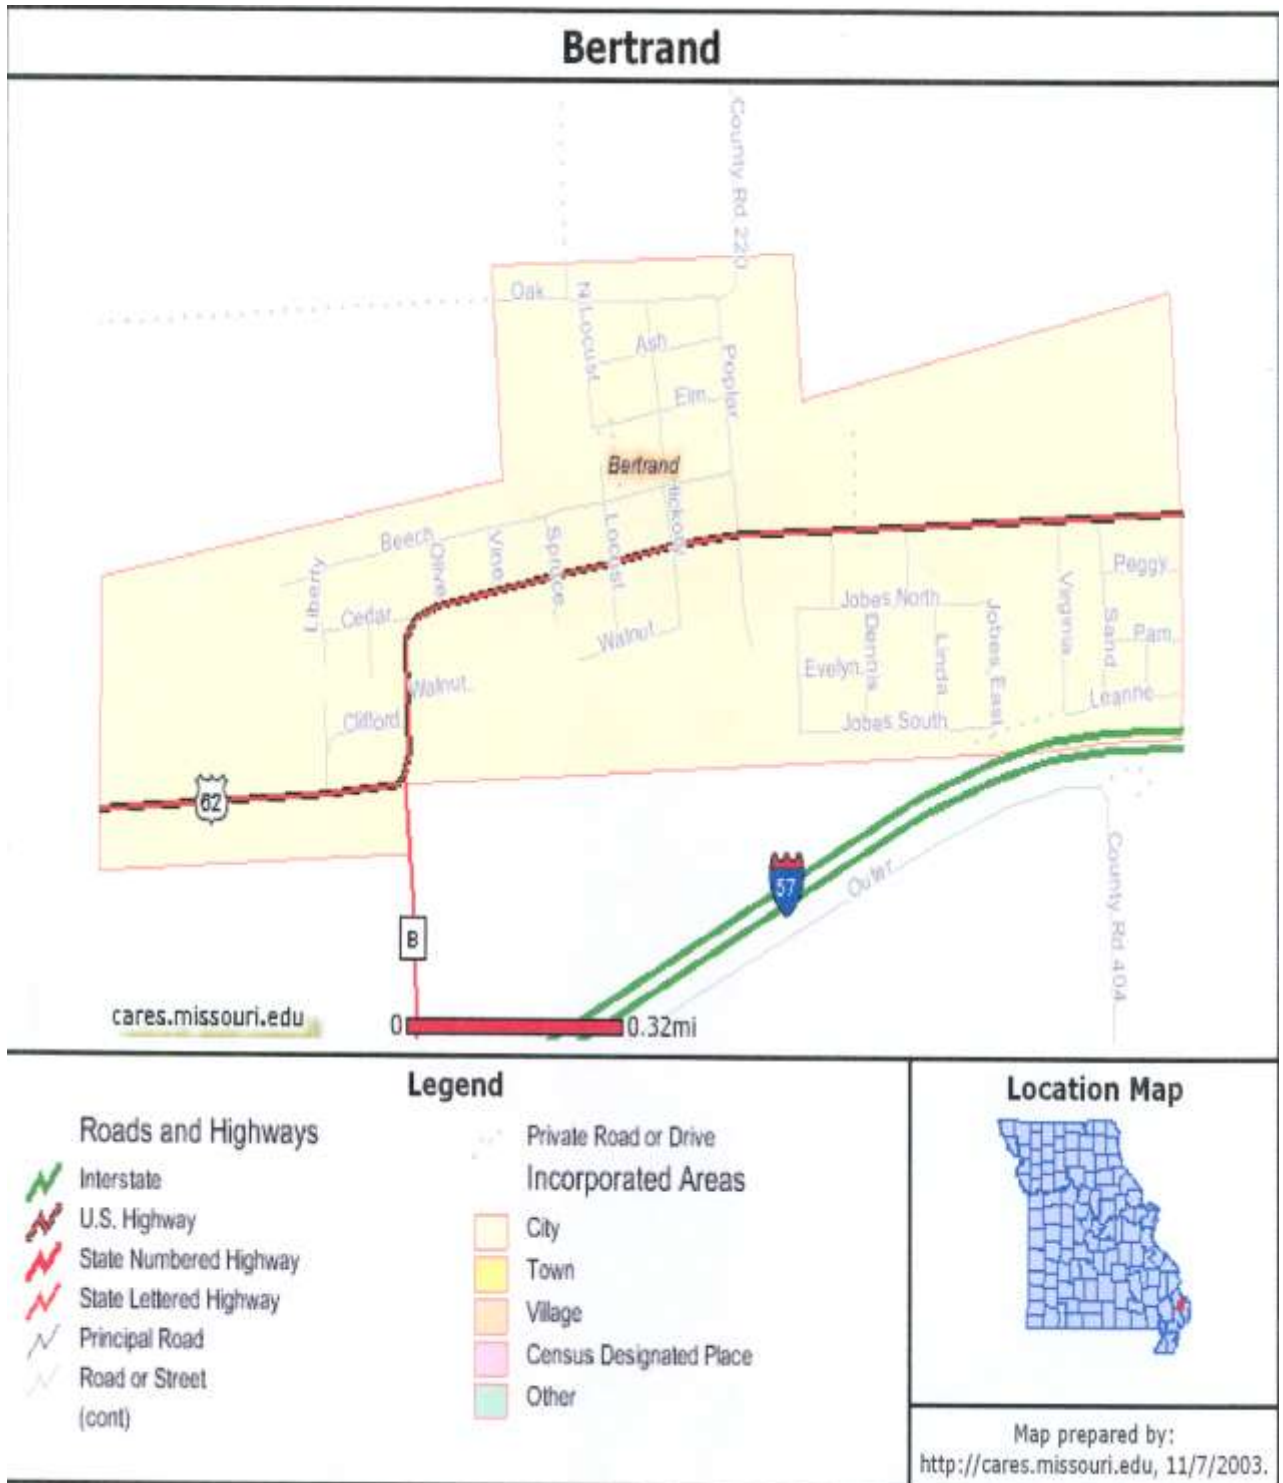 Bertrand
County Rd 220
Oak
N Locust
Ash
Poplar
Elm
Bertrand
Hickory
Beech
Olive
Vine
Spruce
Locust
Liberty
Cedar
Walnut
Walnut
Clifford
Jobes North
Dennis
Linda
Jobes East
Evelyn
Jobes South
Virginia
Sand
Peggy
Pam
Leanne
62
57
Outer
County Rd 404
B
cares.missouri.edu
0
0.32mi
Legend
Roads and Highways
Interstate
U.S. Highway
State Numbered Highway
State Lettered Highway
Principal Road
Road or Street
(cont)
Private Road or Drive
Incorporated Areas
City
Town
Village
Census Designated Place
Other
Location Map
Map prepared by:
http://cares.missouri.edu, 11/7/2003.